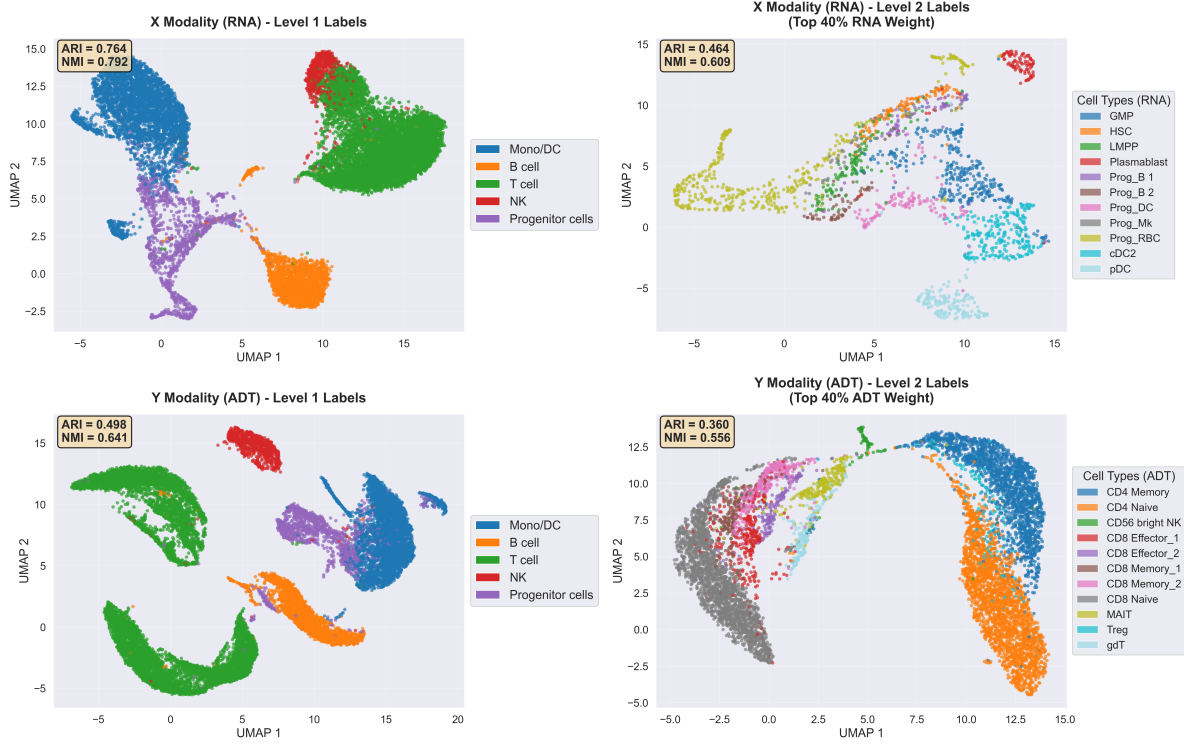 X Modality (RNA) - Level 1 Labels
ARI = 0.764
NMI = 0.792
15.0
12.5
10.0
7.5
5.0
2.5
0.0
−2.5
UMAP 2
−5
0
5
10
15
UMAP 1
Mono/DC
B cell
T cell
NK
Progenitor cells
X Modality (RNA) - Level 2 Labels
(Top 40% RNA Weight)
ARI = 0.464
NMI = 0.609
15
10
5
0
−5
UMAP 2
−5
0
5
10
15
UMAP 1
Cell Types (RNA)
GMP
HSC
LMPP
Plasmablast
Prog_B 1
Prog_B 2
Prog_DC
Prog_Mk
Prog_RBC
cDC2
pDC
Y Modality (ADT) - Level 1 Labels
ARI = 0.498
NMI = 0.641
15
10
5
0
−5
UMAP 2
−5
0
5
10
15
20
UMAP 1
Mono/DC
B cell
T cell
NK
Progenitor cells
Y Modality (ADT) - Level 2 Labels
(Top 40% ADT Weight)
ARI = 0.360
NMI = 0.556
12.5
10.0
7.5
5.0
2.5
0.0
−2.5
−5.0
UMAP 2
−5.0
−2.5
0.0
2.5
5.0
7.5
10.0
12.5
15.0
UMAP 1
Cell Types (ADT)
CD4 Memory
CD4 Naive
CD56 bright NK
CD8 Effector_1
CD8 Effector_2
CD8 Memory_1
CD8 Memory_2
CD8 Naive
MAIT
Treg
gdT